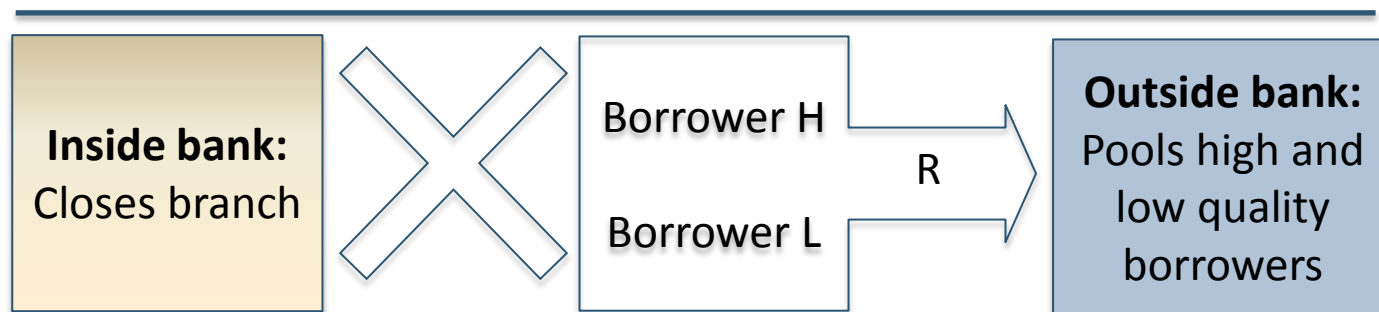 Inside bank:
Closes branch
Borrower H
Borrower L
R
Outside bank:
Pools high and
low quality
borrowers